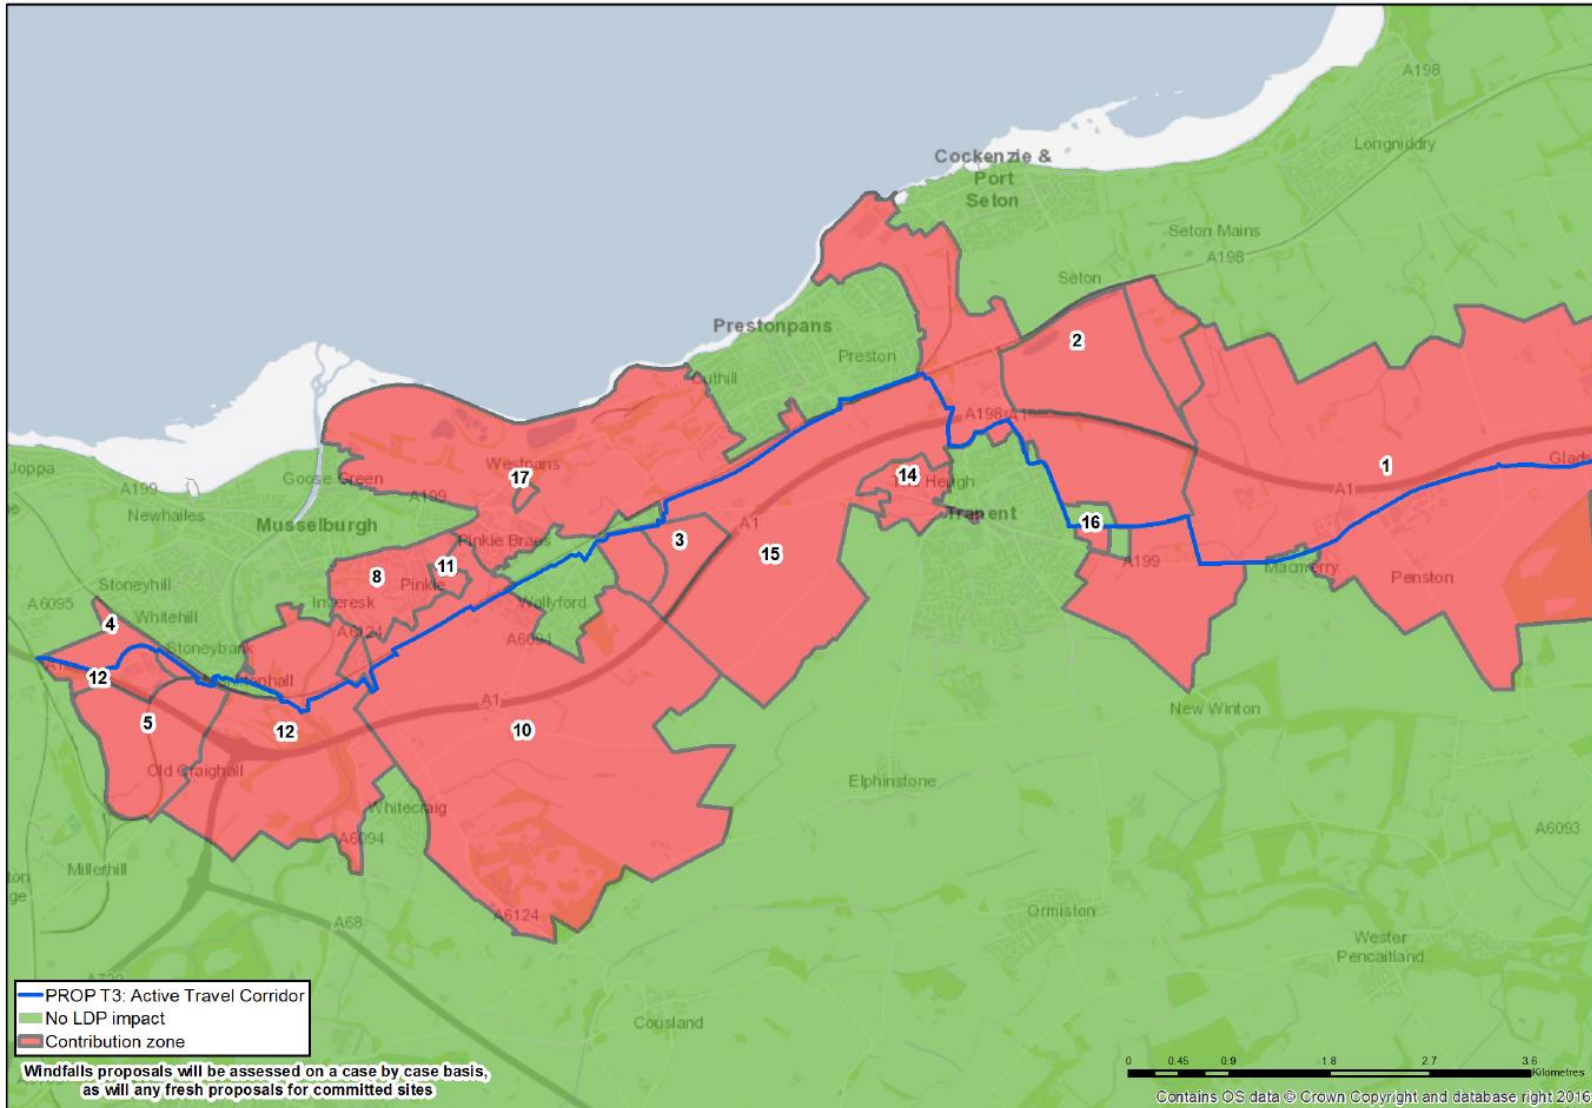 A198
Longniddry
Cockenzie &
Port
Seton
Seton Mains
A198
Seton
Prestonpans
2
Preston
Cuthill
A198
1
Westpans
17
14
Joppa
Goose Green
A199
A199
Newhailes
Musselburgh
A1
A1
Tranent
Pinkie Braes
3
15
16
11
8
Pinkie
A199
Macmerry
Penston
Stoneyhill
Wallyford
A6095
Whitehill
Inveresk
4
Stoneybank
A6124
A6094
12
Monktonhall
A1
5
12
10
New Winton
Old Craighall
Elphinstone
Whitecraig
A6094
A6093
Millerhill
Ormiston
A6124
A68
Wester
Pencaitland
Cousland
PROP T3: Active Travel Corridor
No LDP impact
Contribution zone
Windfalls proposals will be assessed on a case by case basis,
as will any fresh proposals for committed sites
0 0.45 0.9 1.8 2.7 3.6
Kilometres
Contains OS data © Crown Copyright and database right 2016